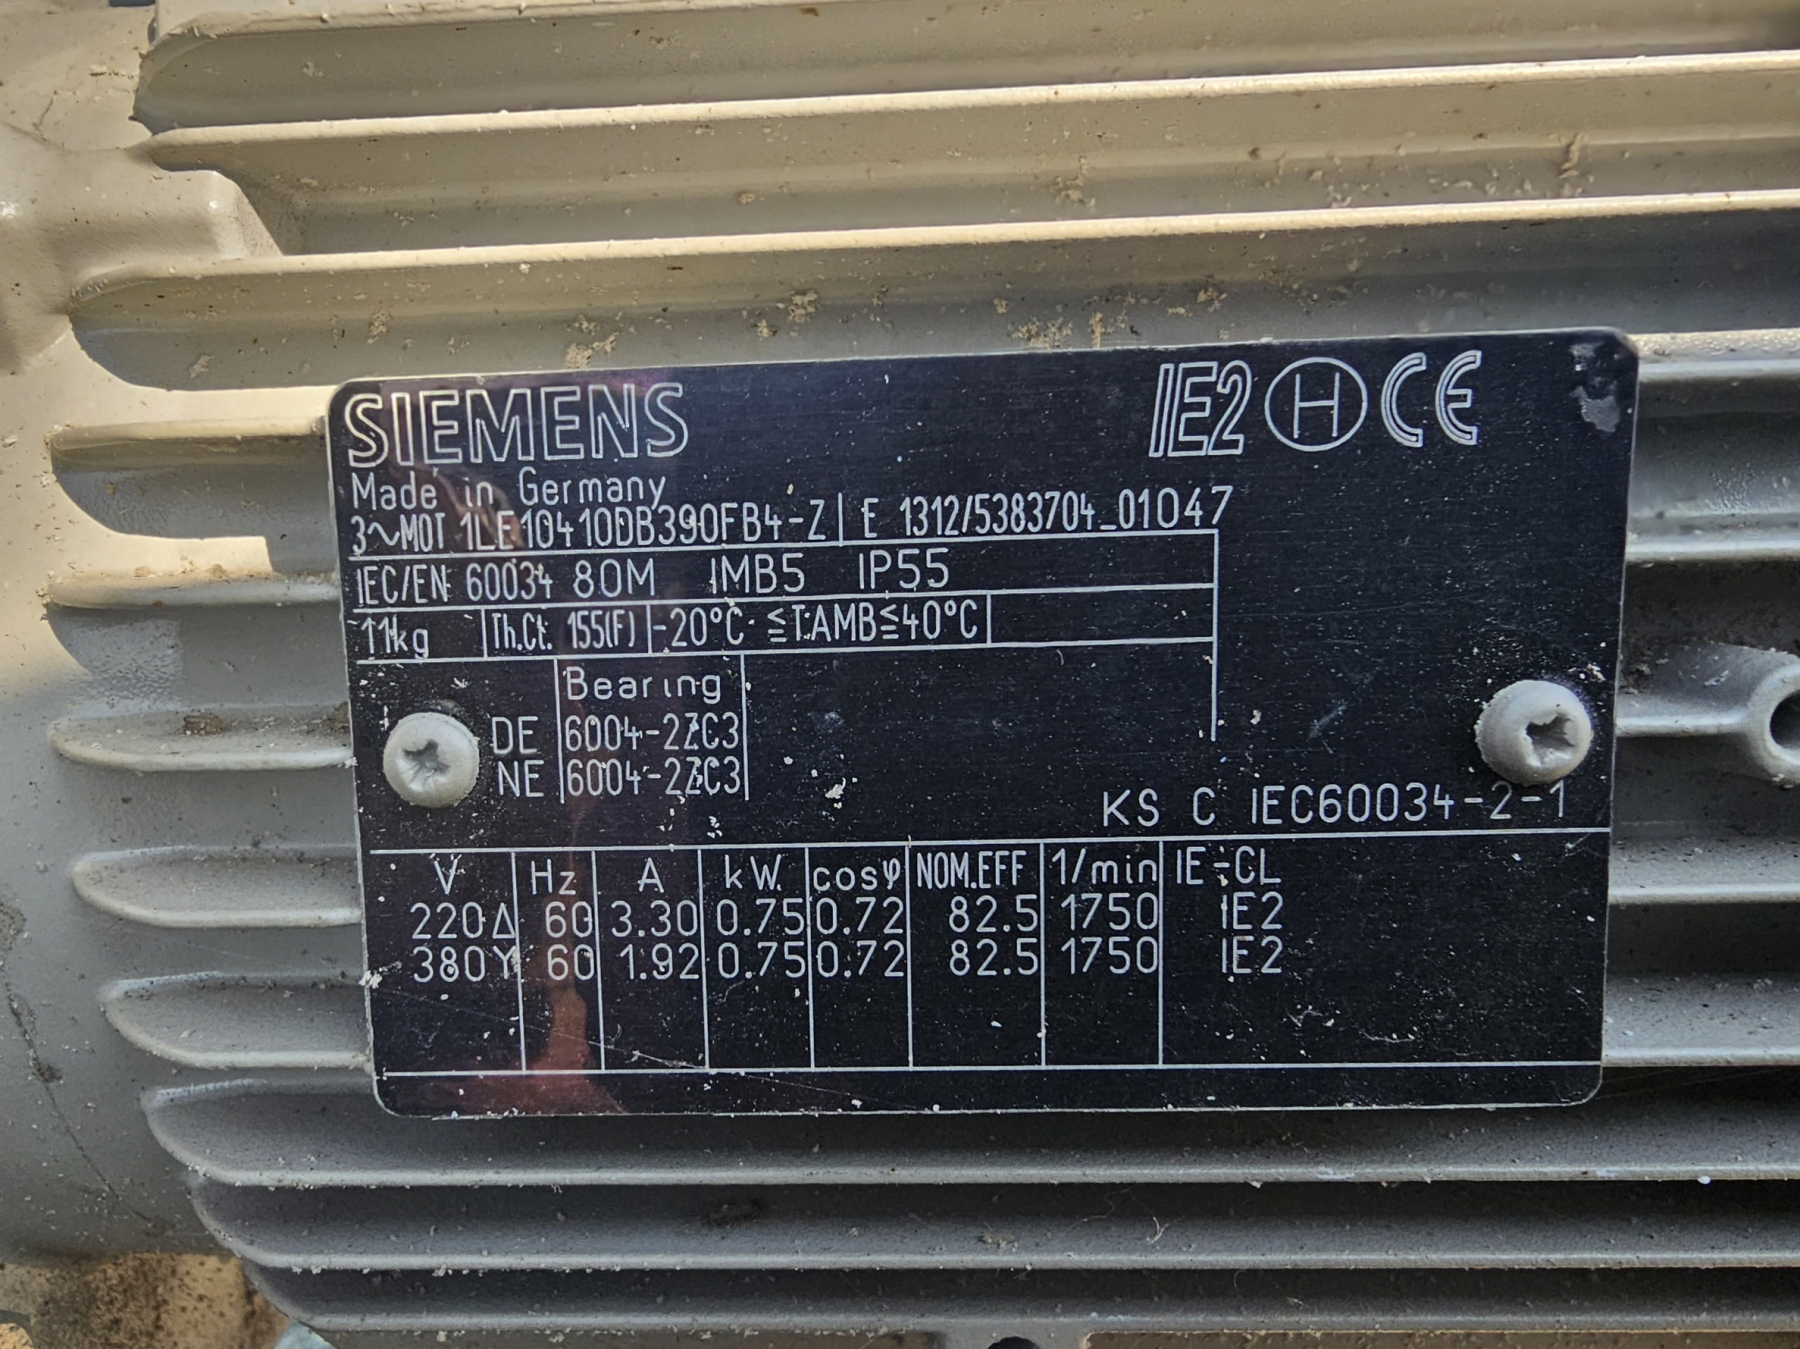 SIEMENS IE2 H CE
Made in Germany
3~MOT 1LE10410DB390FB4-Z E 1312/5383704_01047
IEC/EN 60034 80M IMB5 IP55
11kg Th.Cl. 155(F) -20°C ≤TAMB≤40°C
Bearing
DE 6004-2ZC3
NE 6004-2ZC3
KS C IEC60034-2-1
V Hz A kW cosφ NOM.EFF 1/min IE-CL
220Δ 60 3.30 0.75 0.72 82.5 1750 IE2
380Y 60 1.92 0.75 0.72 82.5 1750 IE2